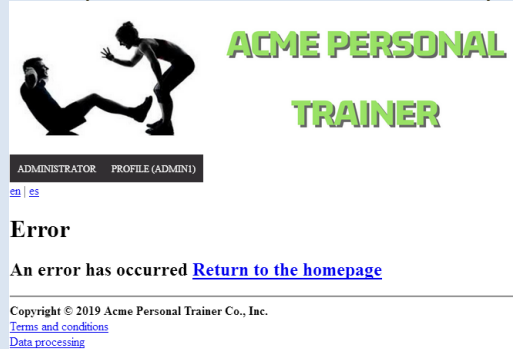 ACME PERSONAL
TRAINER
ADMINISTRATOR PROFILE (ADMIN1)
en | es
Error
An error has occurred Return to the homepage
Copyright © 2019 Acme Personal Trainer Co., Inc.
Terms and conditions
Data processing